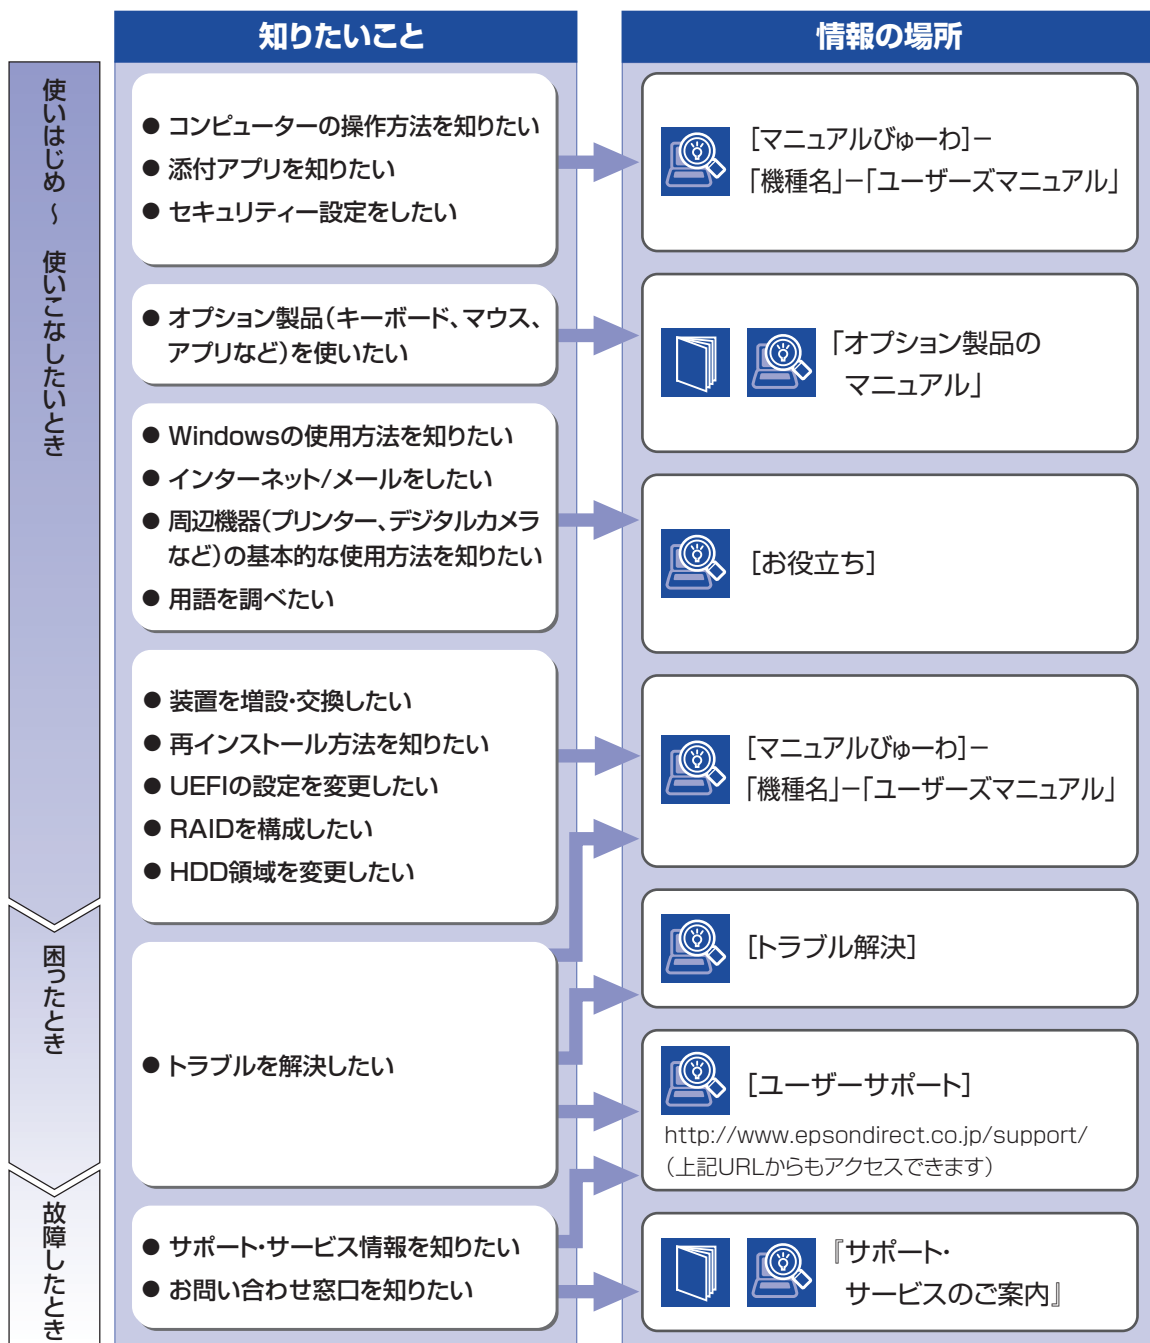 知りたいこと
情報の場所
使いはじめ ～ 使いこなしたいとき
● コンピューターの操作方法を知りたい
● 添付アプリを知りたい
● セキュリティー設定をしたい
［マニュアルびゅーわ］－
「機種名」－「ユーザーズマニュアル」
● オプション製品（キーボード、マウス、
アプリなど）を使いたい
「オプション製品の
マニュアル」
● Windowsの使用方法を知りたい
● インターネット/メールをしたい
● 周辺機器（プリンター、デジタルカメラ
など）の基本的な使用方法を知りたい
● 用語を調べたい
［お役立ち］
● 装置を増設・交換したい
● 再インストール方法を知りたい
● UEFIの設定を変更したい
● RAIDを構成したい
● HDD領域を変更したい
［マニュアルびゅーわ］－
「機種名」－「ユーザーズマニュアル」
困ったとき
● トラブルを解決したい
［トラブル解決］
［ユーザーサポート］
http://www.epsondirect.co.jp/support/
（上記URLからもアクセスできます）
故障したとき
● サポート・サービス情報を知りたい
● お問い合わせ窓口を知りたい
『サポート・
サービスのご案内』